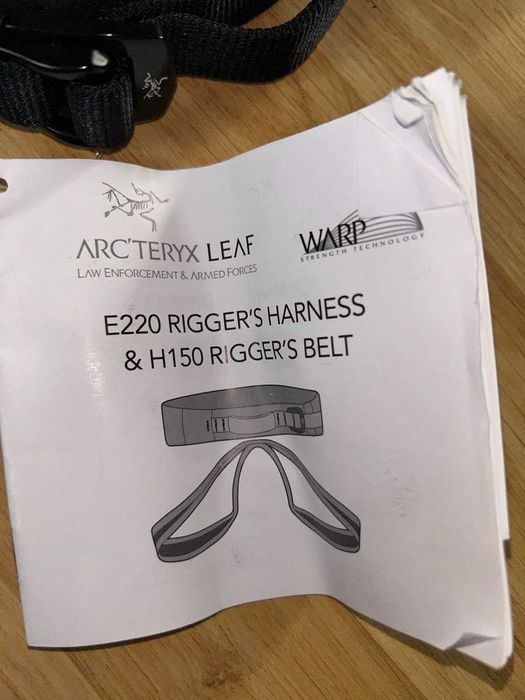 ARC'TERYX LEAF
LAW ENFORCEMENT & ARMED FORCES
WARP
STRENGTH TECHNOLOGY
E220 RIGGER'S HARNESS
& H150 RIGGER'S BELT